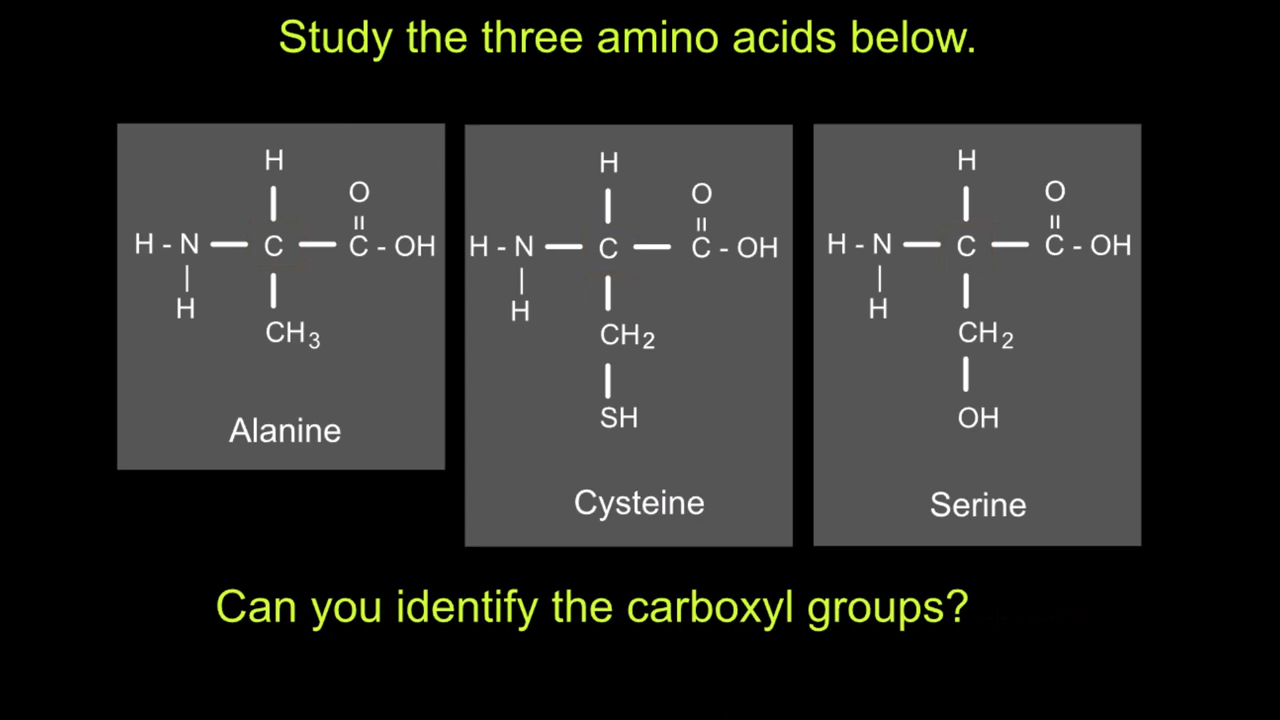 Study the three amino acids below.
H H H
O O O
H - N — C — C - OH H - N — C — C - OH H - N — C — C - OH
H H H
CH3 CH2 CH2
SH OH
Alanine
Cysteine Serine
Can you identify the carboxyl groups?